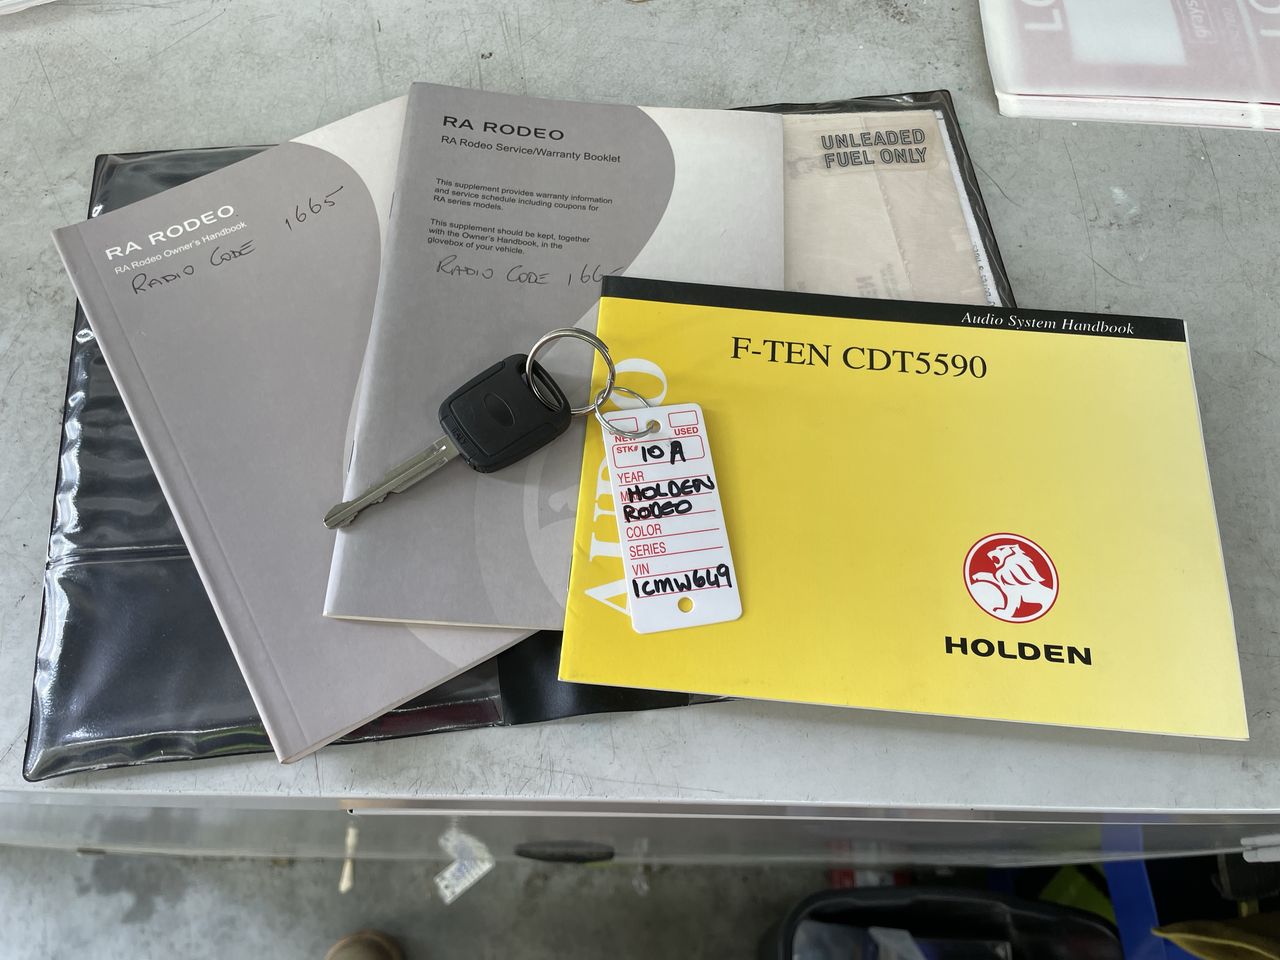 RA RODEO
RA Rodeo Owner's Handbook
RADIO CODE 1665
RA RODEO
RA Rodeo Service/Warranty Booklet
This supplement provides warranty information
and service schedule including coupons for
RA series models.
This supplement should be kept, together
with the Owner's Handbook, in the
glovebox of your vehicle.
RADIO CODE 166
UNLEADED
FUEL ONLY
Audio System Handbook
F-TEN CDT5590
AUDIO
HOLDEN
NEW USED
STK# 10A
YEAR
HOLDEN
RODEO
COLOR
SERIES
VIN
1CMW649
grays